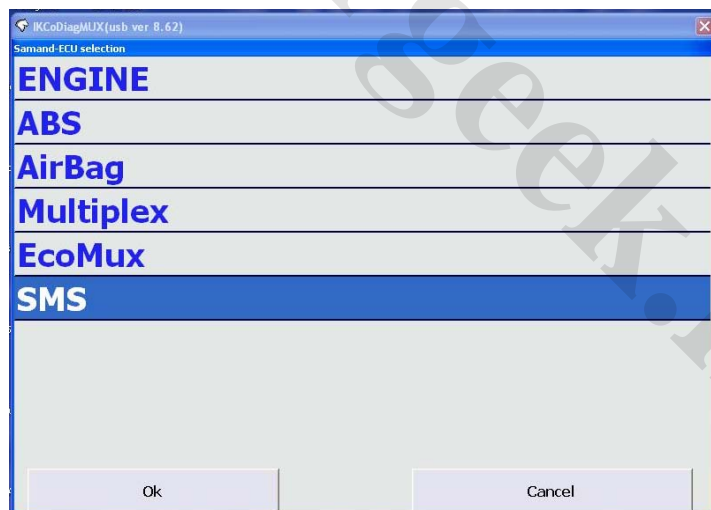 IKCoDiagMUX(usb ver 8.62)
Samand-ECU selection
ENGINE
ABS
AirBag
Multiplex
EcoMux
SMS
Ok
Cancel